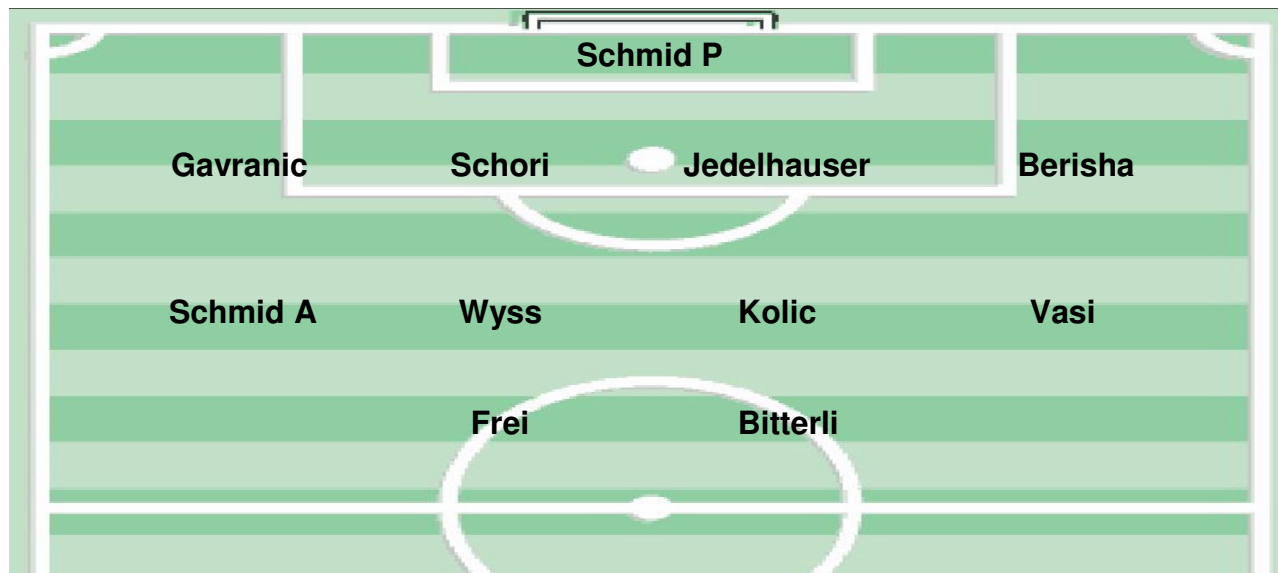 Schmid P
Gavranic Schori Jedelhauser Berisha
Schmid A Wyss Kolic Vasi
Frei Bitterli